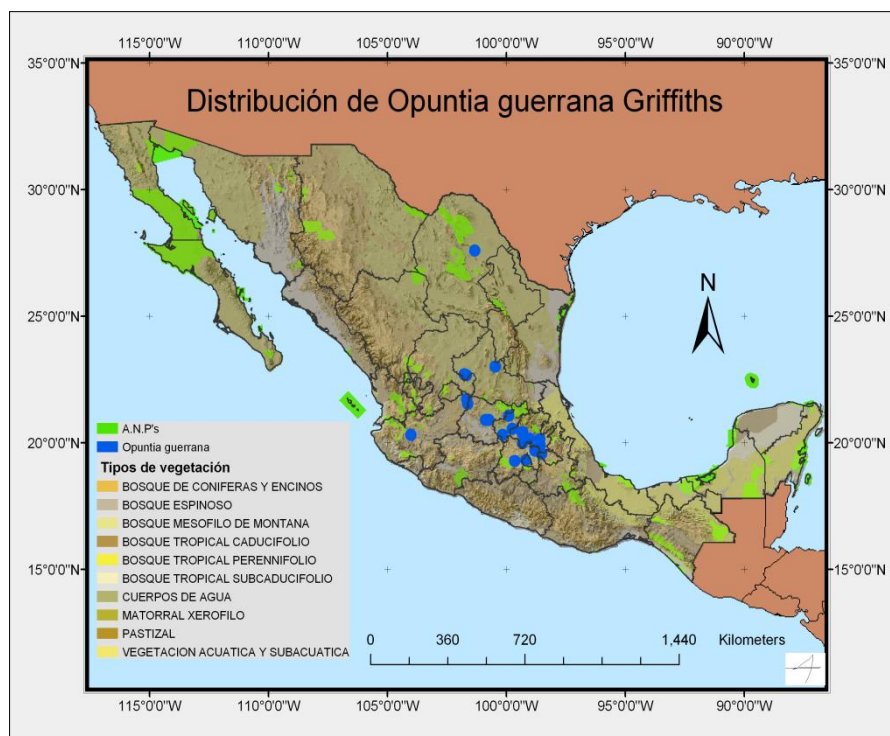 115°0'0"W 110°0'0"W 105°0'0"W 100°0'0"W 95°0'0"W 90°0'0"W
35°0'0"N 35°0'0"N
Distribución de Opuntia guerrana Griffiths
30°0'0"N 30°0'0"N
N
25°0'0"N 25°0'0"N
20°0'0"N 20°0'0"N
A.N.P's
Opuntia guerrana
Tipos de vegetación
BOSQUE DE CONIFERAS Y ENCINOS
BOSQUE ESPINOSO
BOSQUE MESOFILO DE MONTANA
BOSQUE TROPICAL CADUCIFOLIO
BOSQUE TROPICAL PERENNIFOLIO
BOSQUE TROPICAL SUBCADUCIFOLIO
CUERPOS DE AGUA
MATORRAL XEROFILO
PASTIZAL
VEGETACION ACUATICA Y SUBACUATICA
15°0'0"N 15°0'0"N
0 360 720 1,440 Kilometers
115°0'0"W 110°0'0"W 105°0'0"W 100°0'0"W 95°0'0"W 90°0'0"W